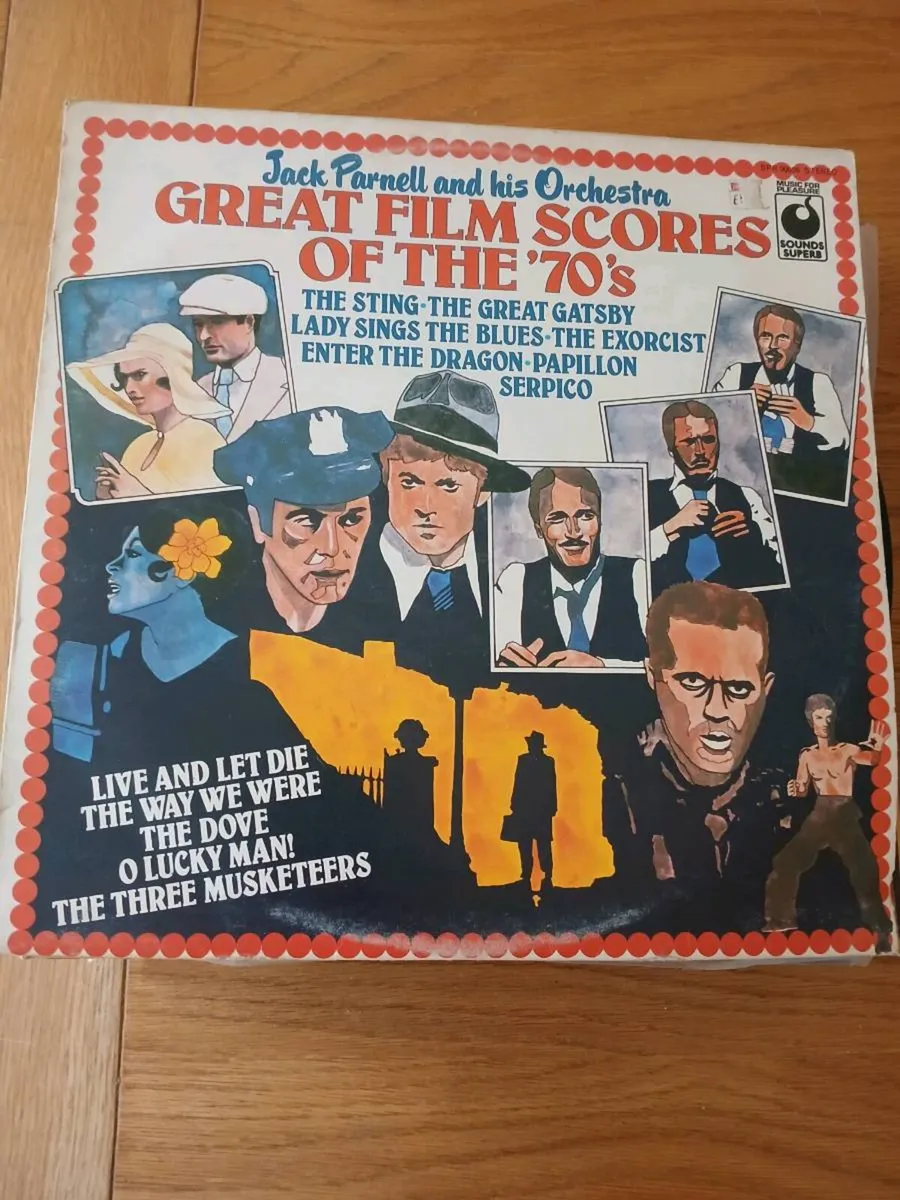 Jack Parnell and his Orchestra
GREAT FILM SCORES
OF THE '70's
STEREO
MUSIC FOR
PLEASURE
SOUNDS
SUPERB
THE STING·THE GREAT GATSBY
LADY SINGS THE BLUES·THE EXORCIST
ENTER THE DRAGON·PAPILLON
SERPICO
LIVE AND LET DIE
THE WAY WE WERE
THE DOVE
O LUCKY MAN!
THE THREE MUSKETEERS